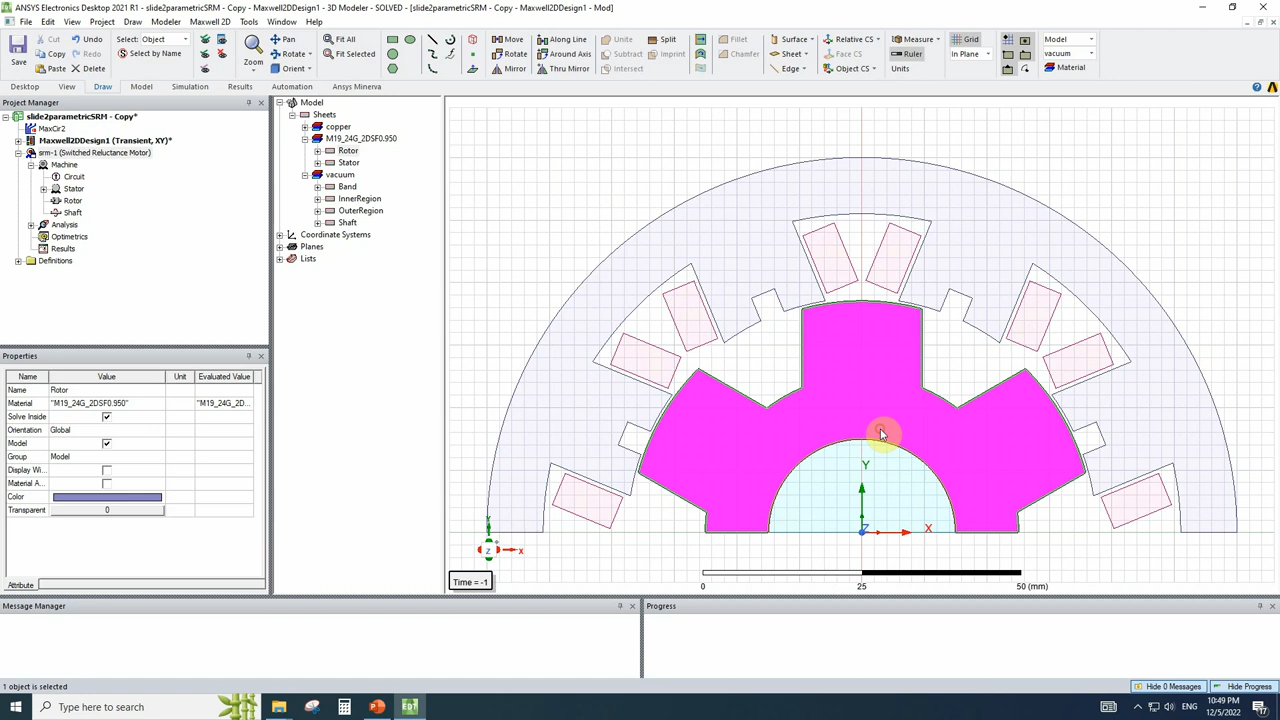 ANSYS Electronics Desktop 2021 R1 - slide2parametricSRM - Copy - Maxwell2DDesign1 - 3D Modeler - SOLVED - [slide2parametricSRM - Copy - Maxwell2DDesign1 - Mod]
File Edit View Project Draw Modeler Maxwell 2D Tools Window Help
Cut Undo Select: Object Pan Fit All Move Along Line Unite Split Fillet Surface Relative CS Measure Grid Model
Save Copy Redo Select by Name Zoom Rotate Fit Selected Rotate Around Axis Subtract Imprint Chamfer Sheet Face CS Ruler In Plane vacuum
Paste Delete Orient Mirror Thru Mirror Intersect Edge Object CS Units Material
Desktop View Draw Model Simulation Results Automation Ansys Minerva
Project Manager
slide2parametricSRM - Copy*
MaxCir2
Maxwell2DDesign1 (Transient, XY)*
srm-1 (Switched Reluctance Motor)
Machine
Circuit
Stator
Rotor
Shaft
Analysis
Optimetrics
Results
Definitions
Model
Sheets
copper
M19_24G_2DSF0.950
Rotor
Stator
vacuum
Band
InnerRegion
OuterRegion
Shaft
Coordinate Systems
Planes
Lists
Properties
Name Value Unit Evaluated Value
Name Rotor
Material "M19_24G_2DSF0.950" "M19_24G_2D...
Solve Inside
Orientation Global
Model
Group Model
Display Wi...
Material A...
Color
Transparent 0
Attribute
Y
X
Z
Y
Z
X
Time = -1
0 25 50 (mm)
Message Manager
Progress
1 object is selected
Hide 0 Messages
Hide Progress
Type here to search
ENG
10:49 PM
12/5/2022
17